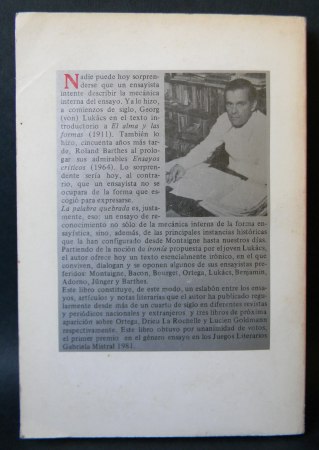 Nadie puede hoy sorpren-
derse que un ensayista
intente describir la mecánica
interna del ensayo. Ya lo hizo,
a comienzos de siglo, Georg
(von) Lukács en el texto intro-
ductorio a El alma y las
formas (1911). También lo
hizo, cincuenta años más tar-
de, Roland Barthes al prolo-
gar sus admirables Ensayos
críticos (1964). Lo sorpren-
dente sería hoy, al contra-
rio, que un ensayista no se
ocupara de la forma que es-
cogió para expresarse.
La palabra quebrada es, justa-
mente, eso: un ensayo de re-
conocimiento no sólo de la mecánica interna de la forma en-
sayística, sino, además, de las principales instancias históricas
que la han configurado desde Montaigne hasta nuestros días.
Partiendo de la noción de ironía propuesta por el joven Lukács,
el autor ofrece hoy un texto esencialmente irónico, en el que
conviven, dialogan y se oponen algunos de sus ensayistas pre-
feridos: Montaigne, Bacon, Bourget, Ortega, Lukács, Benjamin,
Adorno, Jünger y Barthes.
Este libro constituye, de este modo, un eslabón entre los ensa-
yos, artículos y notas literarias que el autor ha publicado regu-
larmente desde más de un cuarto de siglo en diferentes revistas
y periódicos nacionales y extranjeros y tres libros de próxima
aparición sobre Ortega, Drieu La Rochelle y Lucien Goldmann
respectivamente. Este libro obtuvo por unanimidad de votos,
el primer premio en el género ensayo en los Juegos Literarios
Gabriela Mistral 1981.